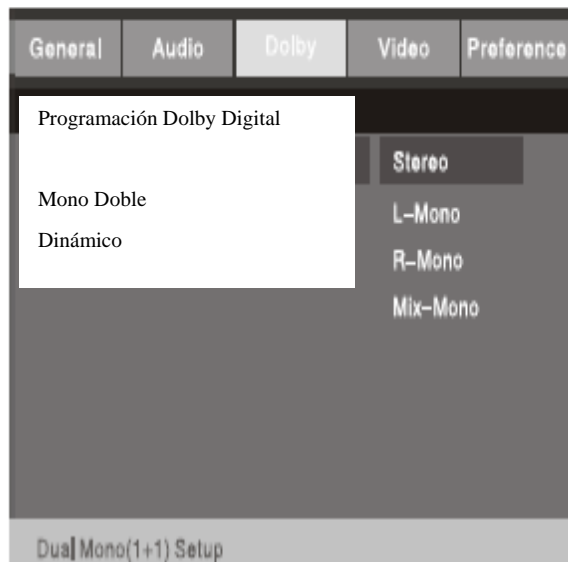 General Audio Dolby Video Preference
Programación Dolby Digital
Mono Doble
Dinámico
Stereo
L-Mono
R-Mono
Mix-Mono
Dual Mono(1+1) Setup